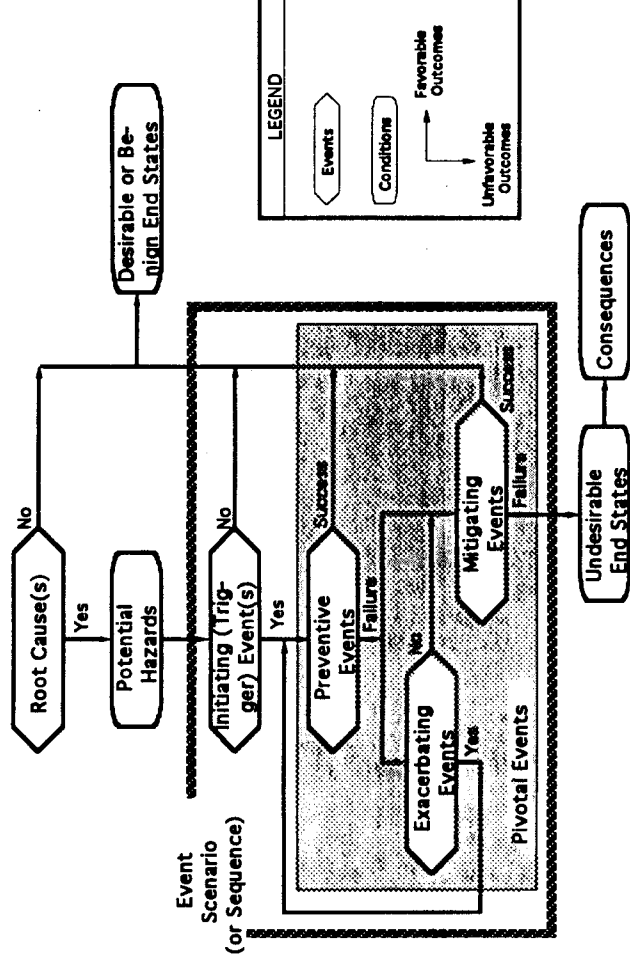 Root Cause(s)
No
Yes
Potential
Hazards
Desirable or Be-
nign End States
Event
Scenario
(or Sequence)
Initiating (Trig-
ger) Event(s)
No
Yes
Preventive
Events
Success
Failure
Exacerbating
Events
No
Yes
Mitigating
Events
Success
Failure
Pivotal Events
Undesirable
End States
Consequences
LEGEND
Events
Conditions
Favorable
Outcomes
Unfavorable
Outcomes